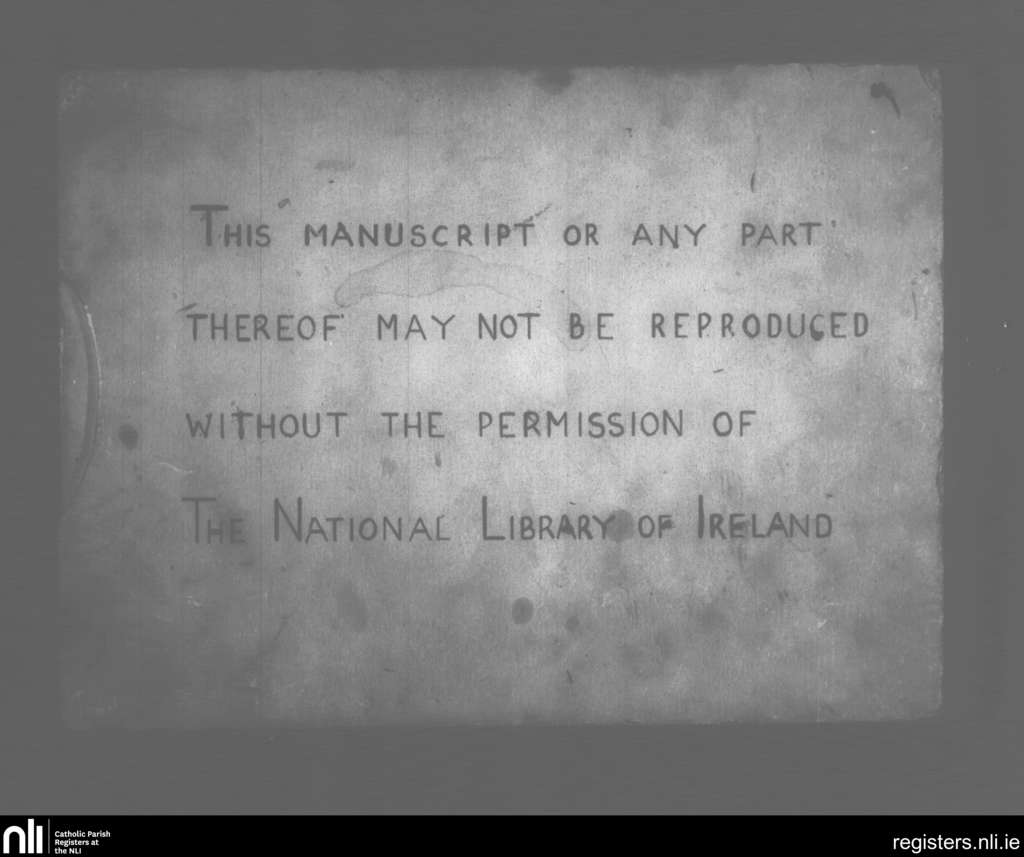 THIS MANUSCRIPT OR ANY PART
THEREOF MAY NOT BE REPRODUCED
WITHOUT THE PERMISSION OF
THE NATIONAL LIBRARY OF IRELAND
nli
Catholic Parish
Registers at
the NLI
registers.nli.ie